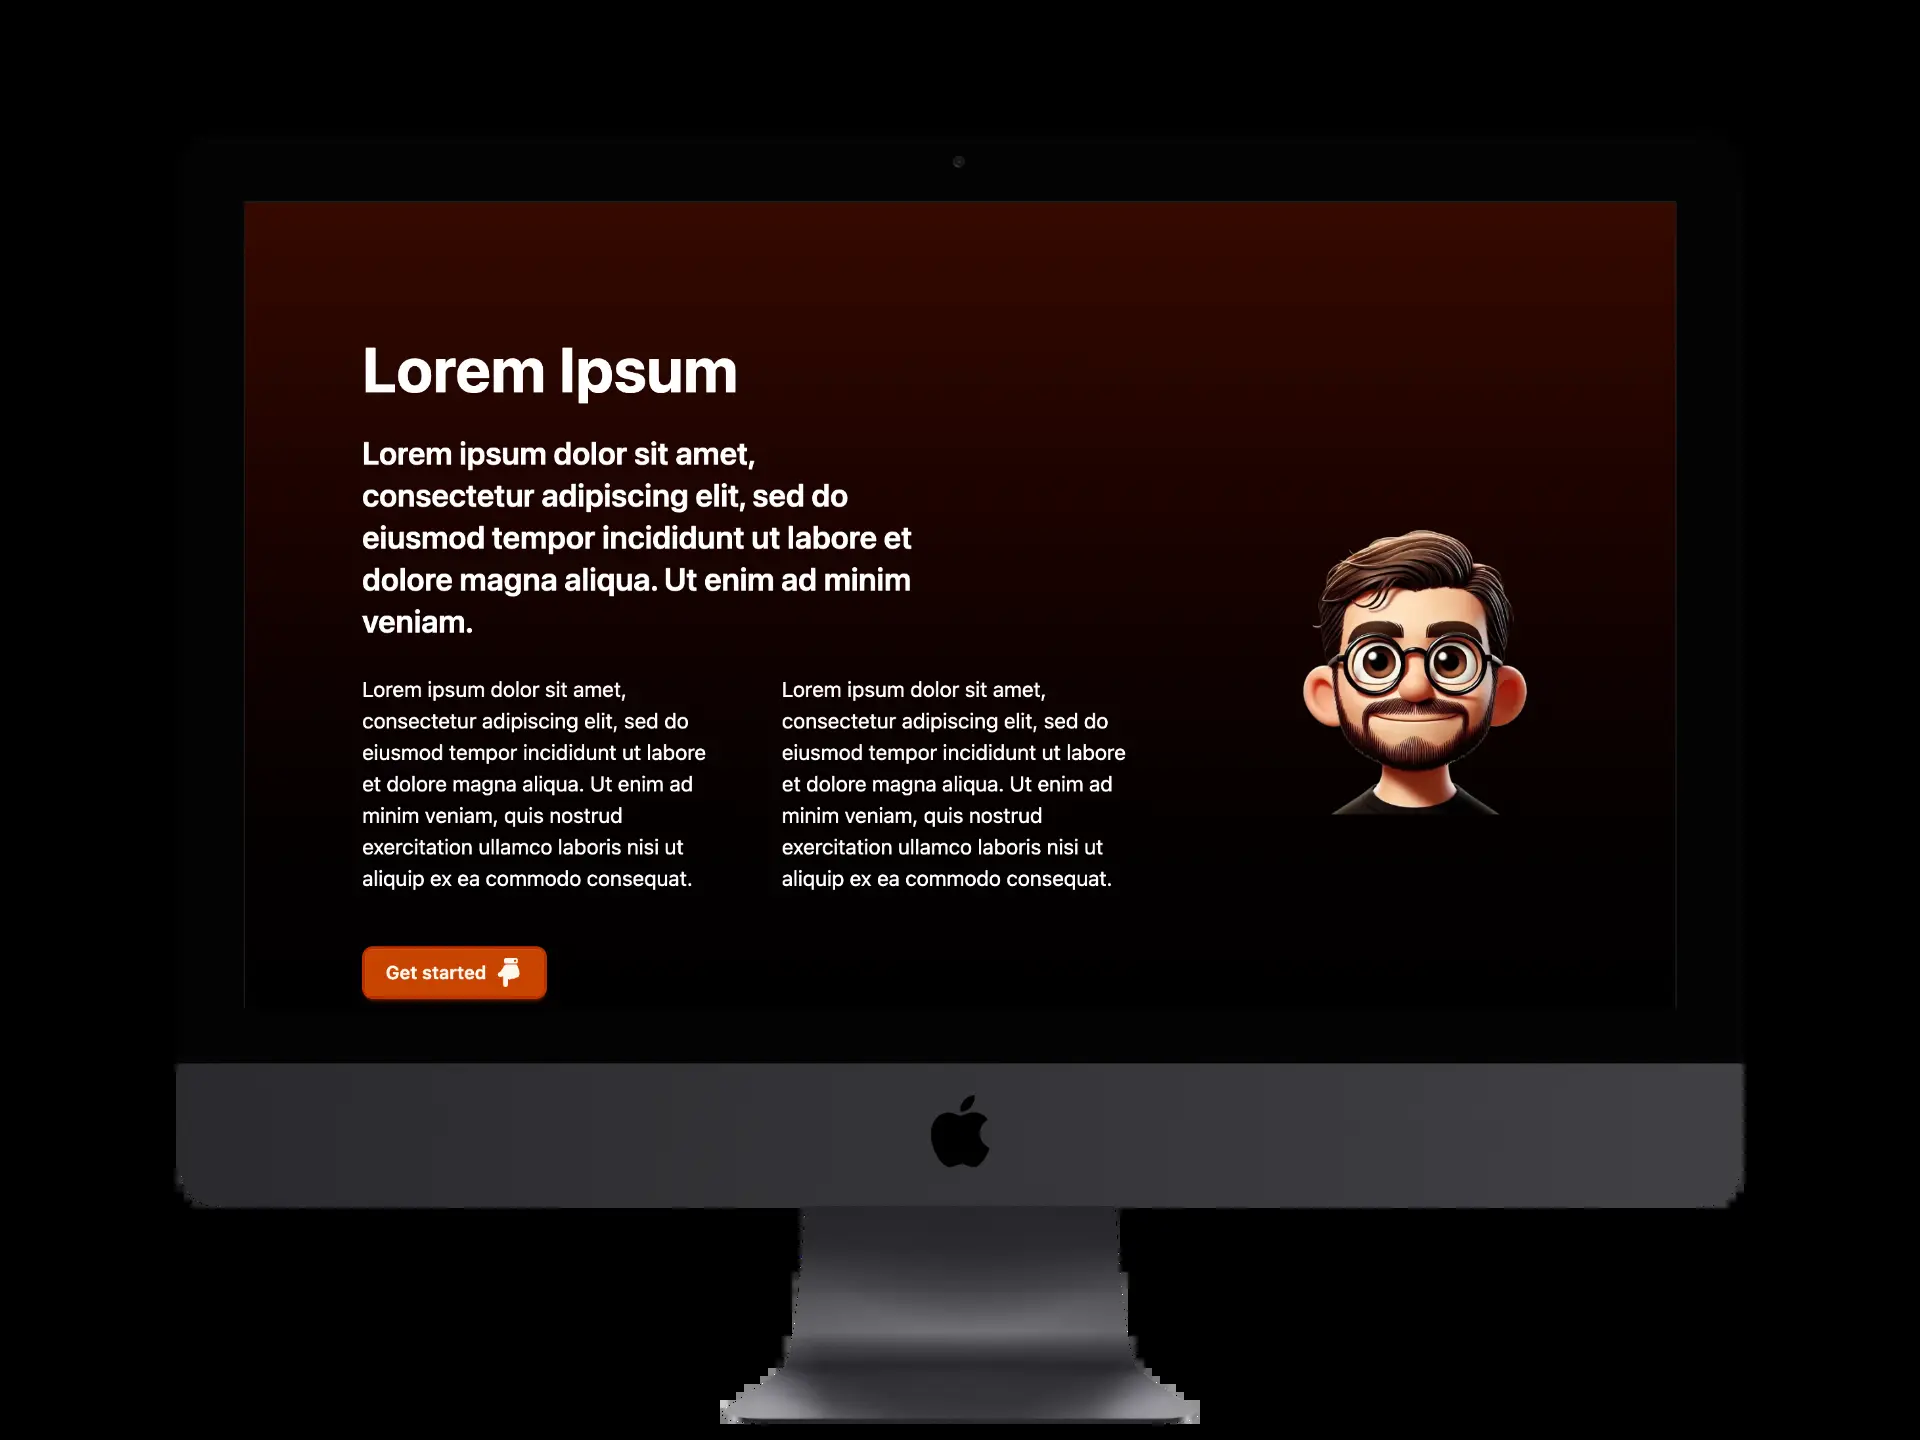 Lorem Ipsum
Lorem ipsum dolor sit amet,
consectetur adipiscing elit, sed do
eiusmod tempor incididunt ut labore et
dolore magna aliqua. Ut enim ad minim
veniam.
Lorem ipsum dolor sit amet,
consectetur adipiscing elit, sed do
eiusmod tempor incididunt ut labore
et dolore magna aliqua. Ut enim ad
minim veniam, quis nostrud
exercitation ullamco laboris nisi ut
aliquip ex ea commodo consequat.
Lorem ipsum dolor sit amet,
consectetur adipiscing elit, sed do
eiusmod tempor incididunt ut labore
et dolore magna aliqua. Ut enim ad
minim veniam, quis nostrud
exercitation ullamco laboris nisi ut
aliquip ex ea commodo consequat.
Get started